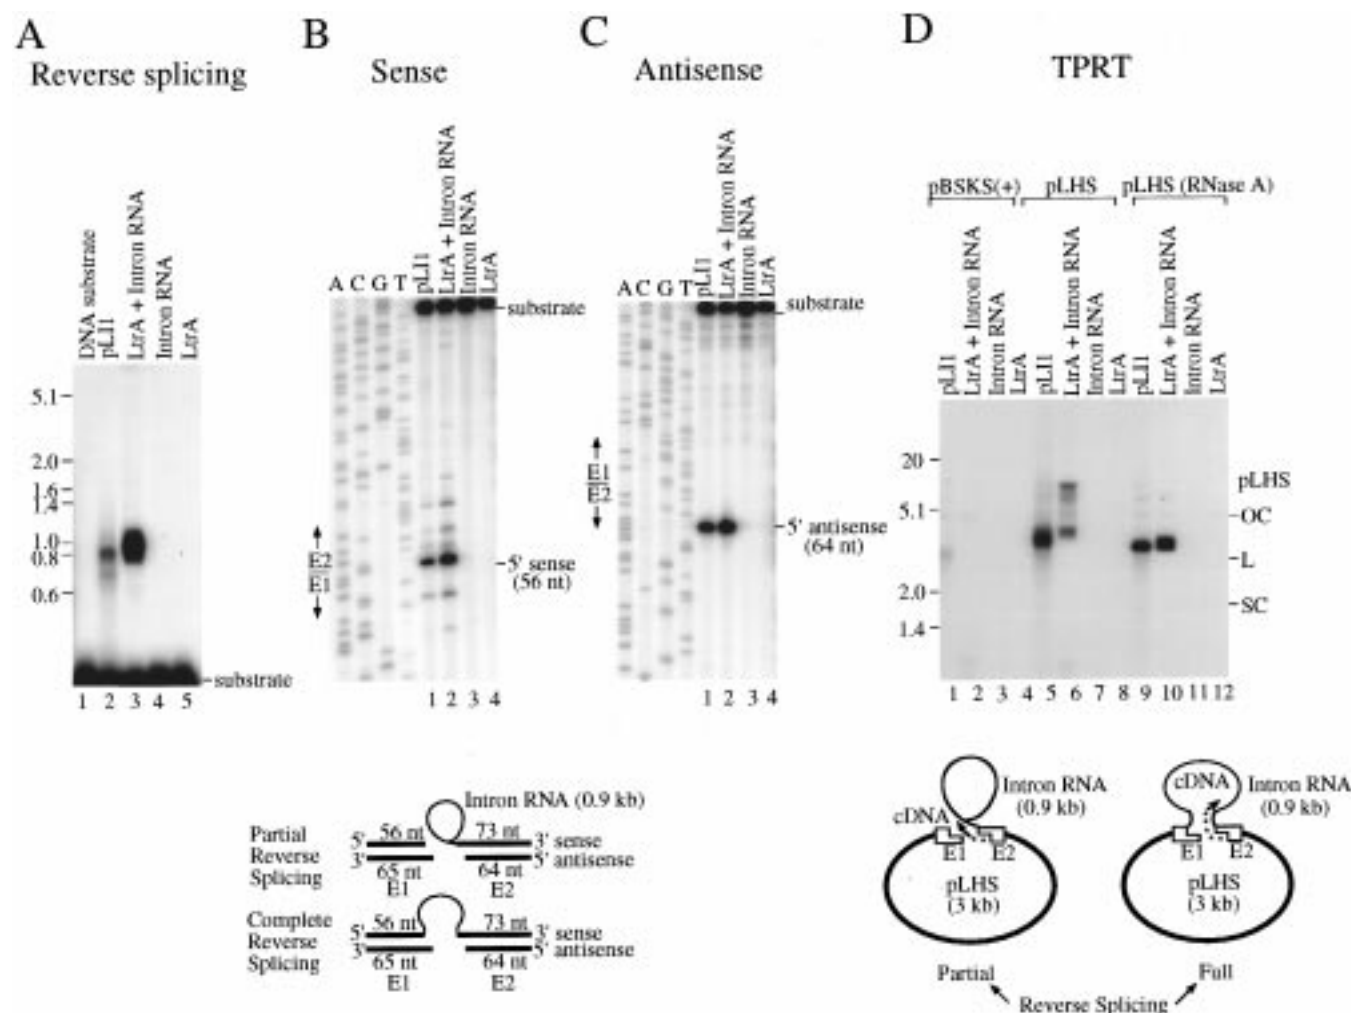 A
Reverse splicing
DNA substrate
pLI1
LtrA + Intron RNA
Intron RNA
LtrA
5.1
2.0
1.6
1.4
1.0
0.8
0.6
substrate
1 2 3 4 5
B
Sense
A C G T
pLI1
LtrA + Intron RNA
Intron RNA
LtrA
substrate
E2
E1
5' sense
(56 nt)
1 2 3 4
C
Antisense
A C G T
pLI1
LtrA + Intron RNA
Intron RNA
LtrA
substrate
E1
E2
5' antisense
(64 nt)
1 2 3 4
D
TPRT
pBSKS(+) pLHS pLHS (RNase A)
pLI1
LtrA + Intron RNA
Intron RNA
LtrA
pLI1
LtrA + Intron RNA
Intron RNA
LtrA
pLI1
LtrA + Intron RNA
Intron RNA
LtrA
20
5.1
2.0
1.4
pLHS
OC
L
SC
1 2 3 4 5 6 7 8 9 10 11 12
Intron RNA (0.9 kb)
Partial
Reverse
Splicing
5' 56 nt 73 nt 3' sense
3' 5' antisense
65 nt 64 nt
E1 E2
Complete
Reverse
Splicing
5' 56 nt 73 nt 3' sense
3' 5' antisense
65 nt 64 nt
E1 E2
Intron RNA
(0.9 kb)
cDNA
E1 E2
pLHS
(3 kb)
Partial
cDNA
Intron RNA
(0.9 kb)
E1 E2
pLHS
(3 kb)
Full
Reverse Splicing